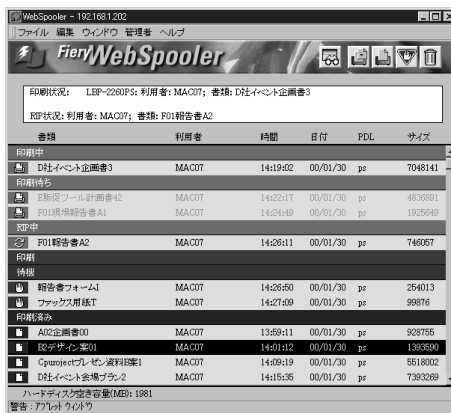 WebSpooler - 192.168.1.202
ファイル 編集 ウィンドウ 管理者 ヘルプ
Fiery WebSpooler
印刷状況: LBP-2260PS: 利用者: MAC07; 書類: D社イベント企画書3
RIP状況: 利用者: MAC07; 書類: F01報告書A2
書類 利用者 時間 日付 PDL サイズ
印刷中
D社イベント企画書3 MAC07 14:19:02 00/01/30 ps 7048141
印刷待ち
E販促ツール計画書42 MAC07 14:22:17 00/01/30 ps 4836891
F01現場報告書A1 MAC07 14:24:49 00/01/30 ps 1925649
RIP中
F01報告書A2 MAC07 14:26:11 00/01/30 ps 746057
印刷
待機
報告書フォームI MAC07 14:26:50 00/01/30 ps 254013
ファックス用紙T MAC07 14:27:09 00/01/30 ps 99876
印刷済み
A02企画書00 MAC07 13:59:11 00/01/30 ps 928755
B2デザイン案01 MAC07 14:01:12 00/01/30 ps 1393590
Cprojectプレゼン資料B案1 MAC07 14:09:19 00/01/30 ps 5518002
D社イベント会場プラン2 MAC07 14:15:35 00/01/30 ps 7393269
ハードディスク空き容量(MB): 1981
警告 : アプレット ウィンドウ